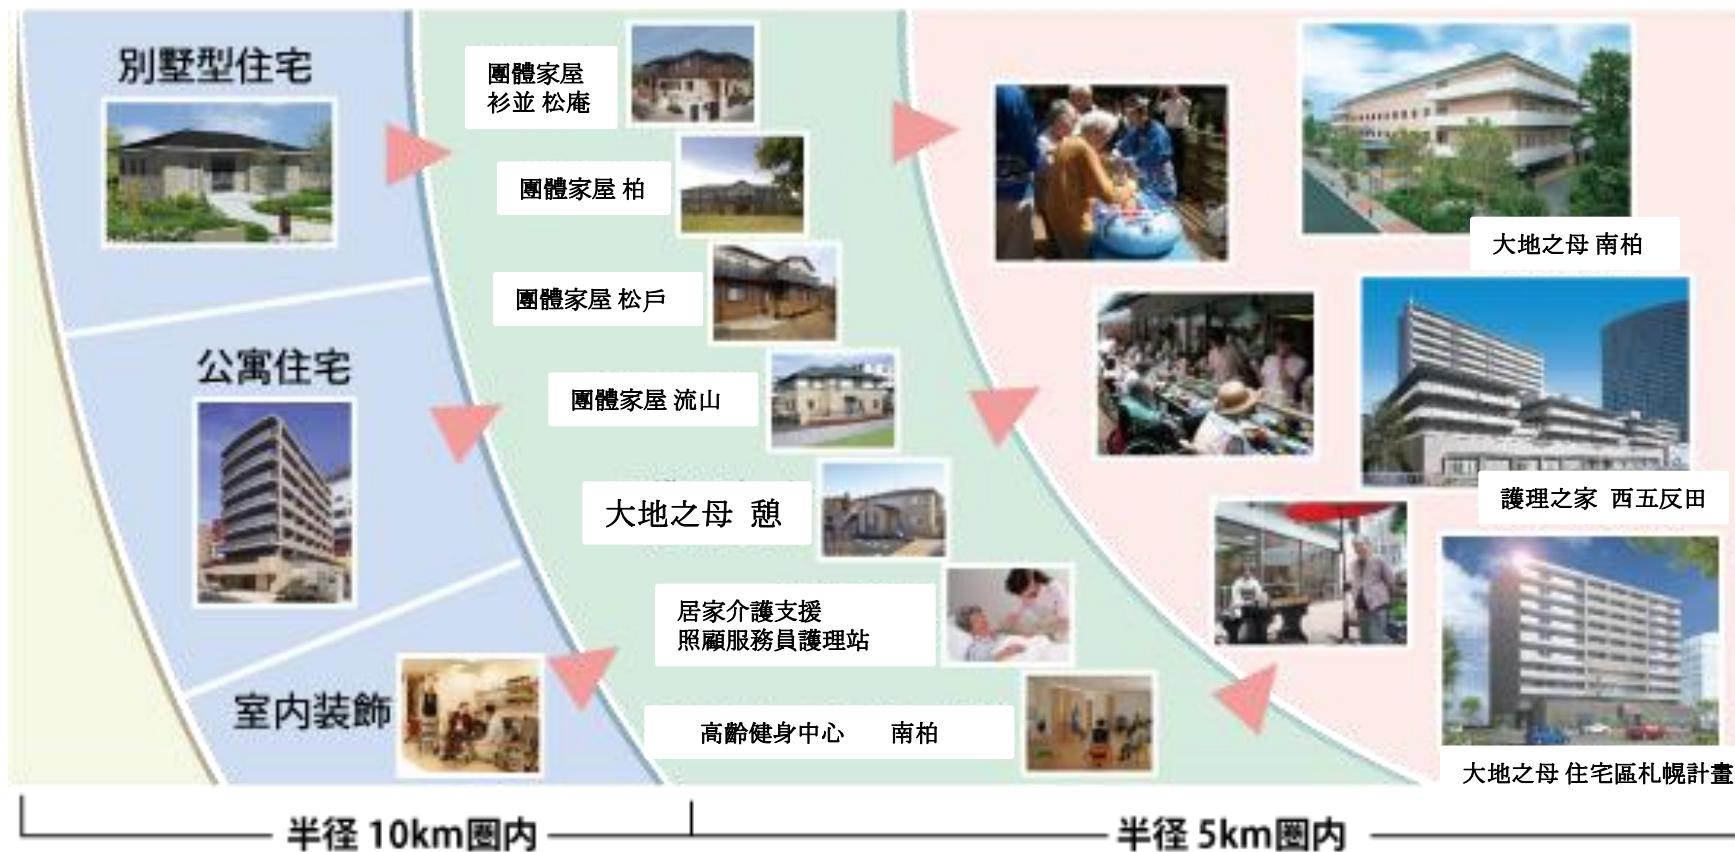 別墅型住宅
公寓住宅
室内装飾
團體家屋
衫並 松庵
團體家屋 柏
團體家屋 松戶
團體家屋 流山
大地之母 憩
居家介護支援
照顧服務員護理站
高齡健身中心 南柏
大地之母 南柏
護理之家 西五反田
大地之母 住宅區札幌計畫
半径 10km圏内
半径 5km圏内